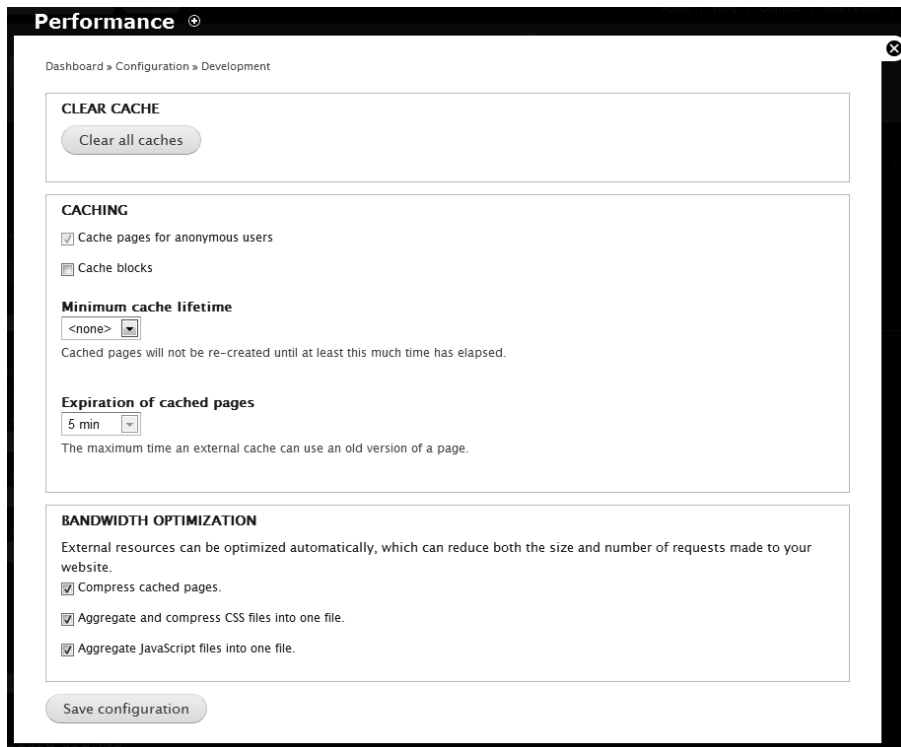 Performance
Dashboard » Configuration » Development
CLEAR CACHE
Clear all caches
CACHING
Cache pages for anonymous users
Cache blocks
Minimum cache lifetime
<none>
Cached pages will not be re-created until at least this much time has elapsed.
Expiration of cached pages
5 min
The maximum time an external cache can use an old version of a page.
BANDWIDTH OPTIMIZATION
External resources can be optimized automatically, which can reduce both the size and number of requests made to your
website.
Compress cached pages.
Aggregate and compress CSS files into one file.
Aggregate JavaScript files into one file.
Save configuration